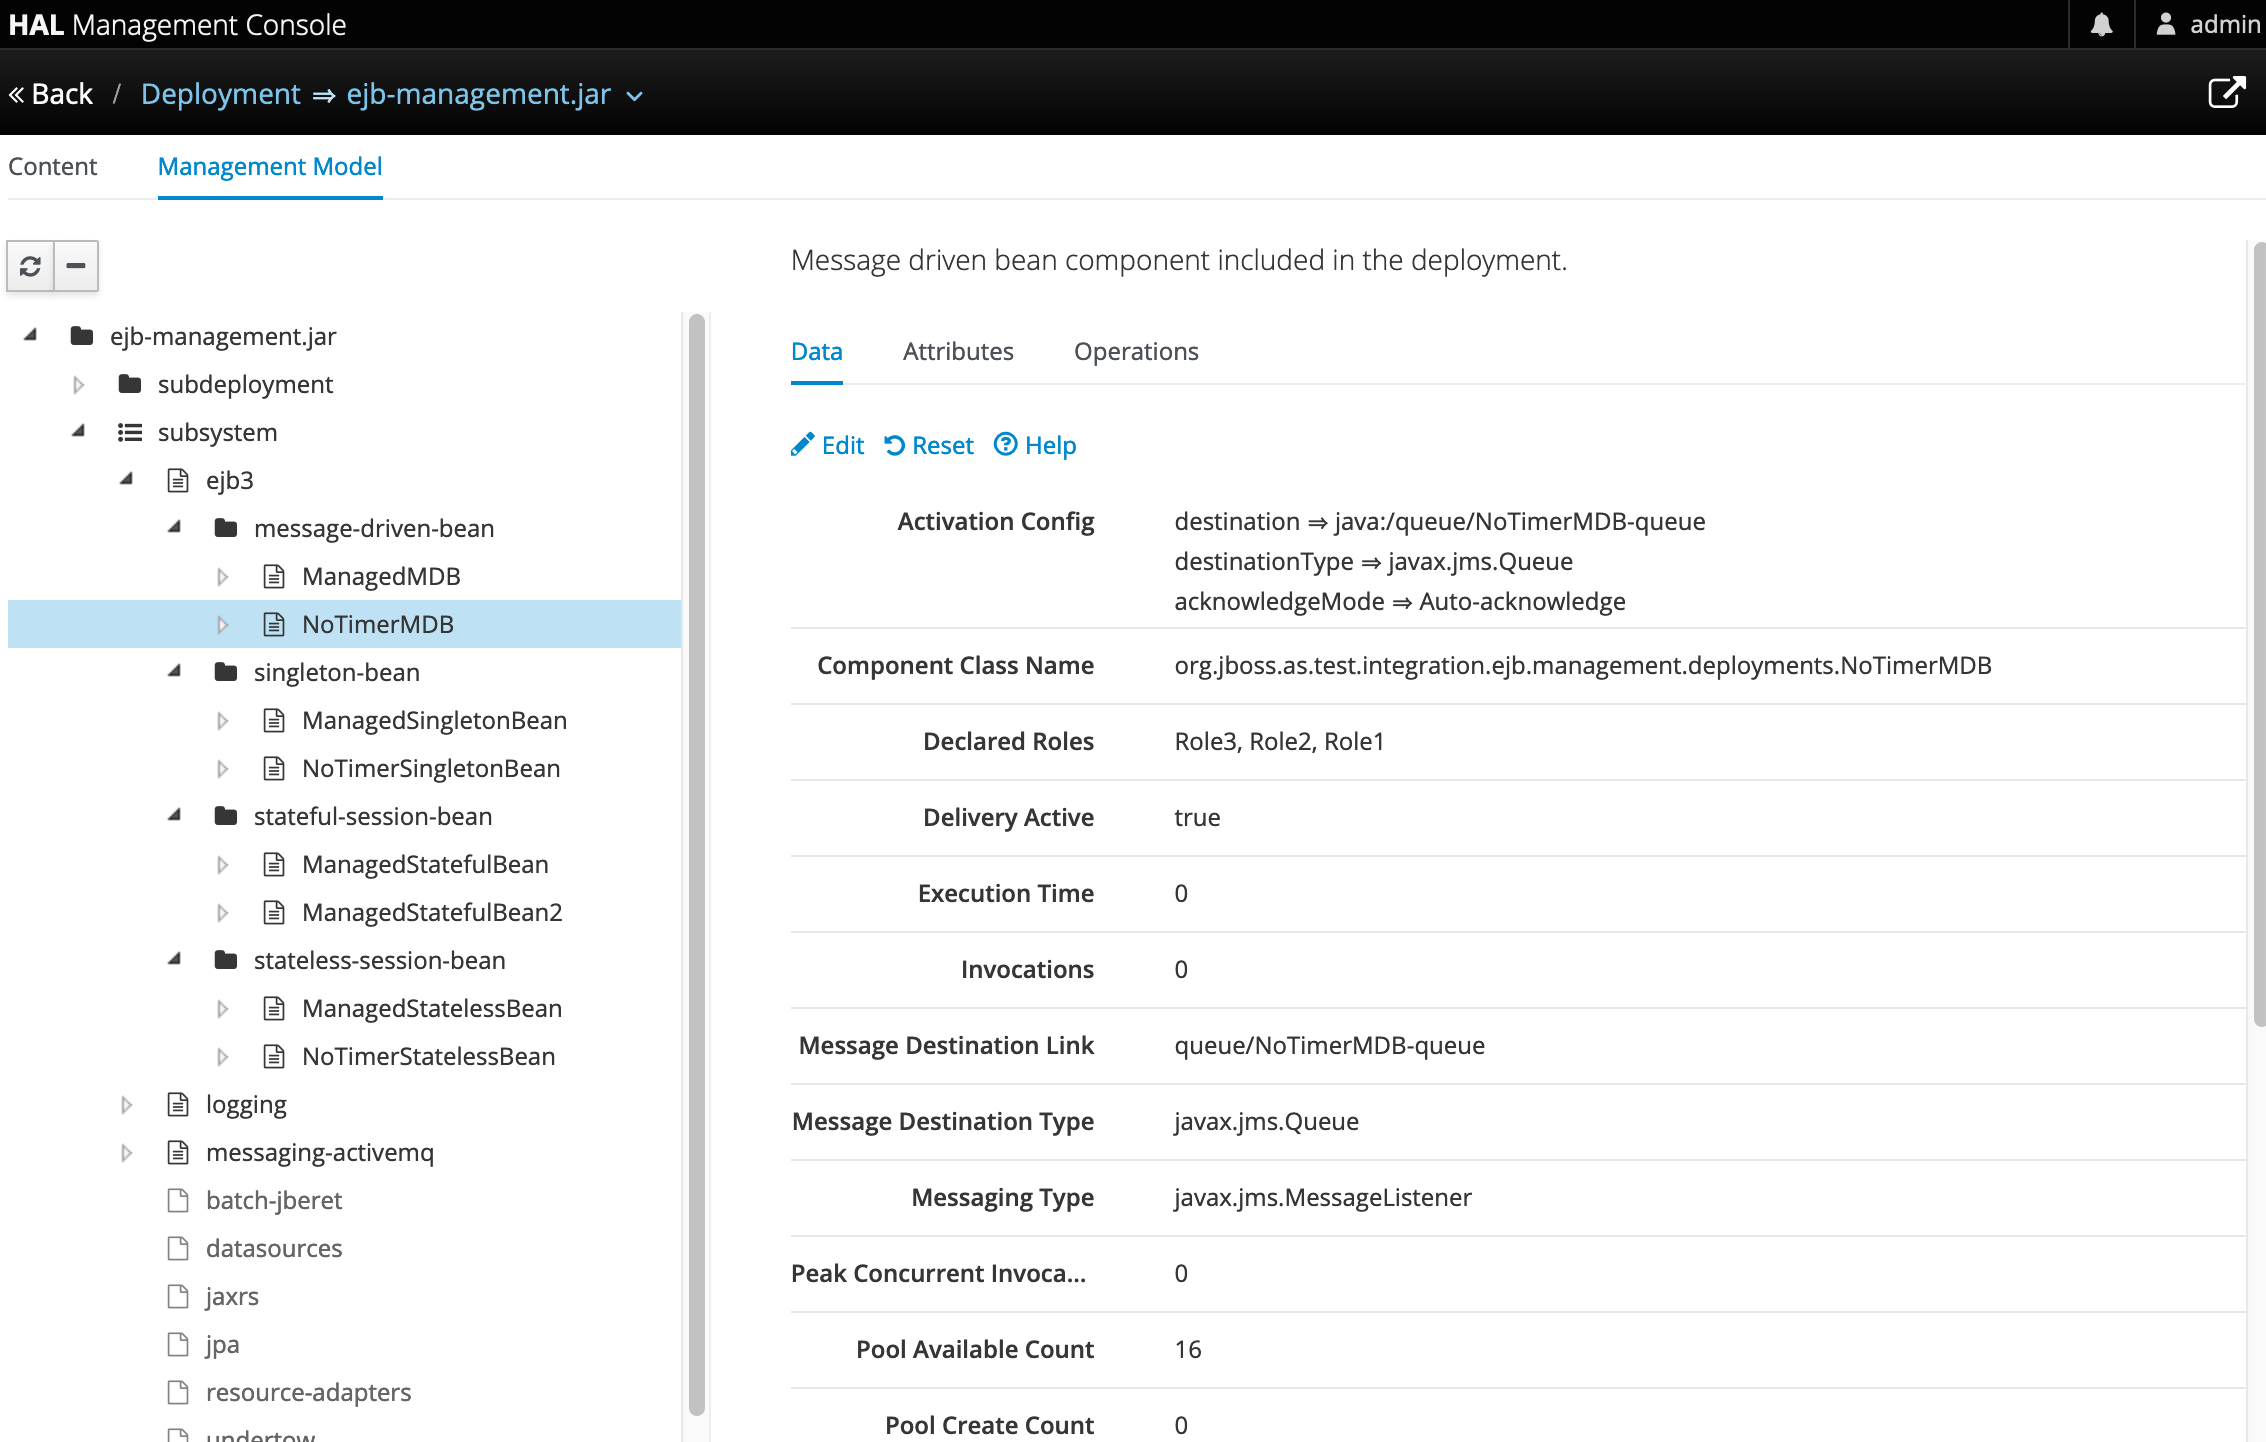 HAL Management Console
admin
« Back / Deployment ⇒ ejb-management.jar
Content Management Model
ejb-management.jar
subdeployment
subsystem
ejb3
message-driven-bean
ManagedMDB
NoTimerMDB
singleton-bean
ManagedSingletonBean
NoTimerSingletonBean
stateful-session-bean
ManagedStatefulBean
ManagedStatefulBean2
stateless-session-bean
ManagedStatelessBean
NoTimerStatelessBean
logging
messaging-activemq
batch-jberet
datasources
jaxrs
jpa
resource-adapters
undertow
Message driven bean component included in the deployment.
Data Attributes Operations
Edit Reset Help
Activation Config destination ⇒ java:/queue/NoTimerMDB-queue
destinationType ⇒ javax.jms.Queue
acknowledgeMode ⇒ Auto-acknowledge
Component Class Name org.jboss.as.test.integration.ejb.management.deployments.NoTimerMDB
Declared Roles Role3, Role2, Role1
Delivery Active true
Execution Time 0
Invocations 0
Message Destination Link queue/NoTimerMDB-queue
Message Destination Type javax.jms.Queue
Messaging Type javax.jms.MessageListener
Peak Concurrent Invoca... 0
Pool Available Count 16
Pool Create Count 0